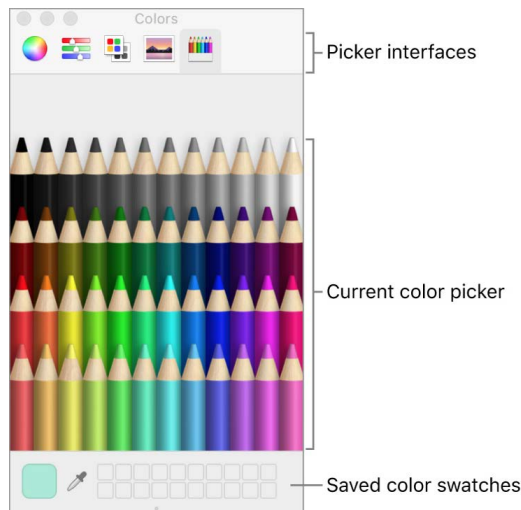 Colors
Picker interfaces
Current color picker
Saved color swatches